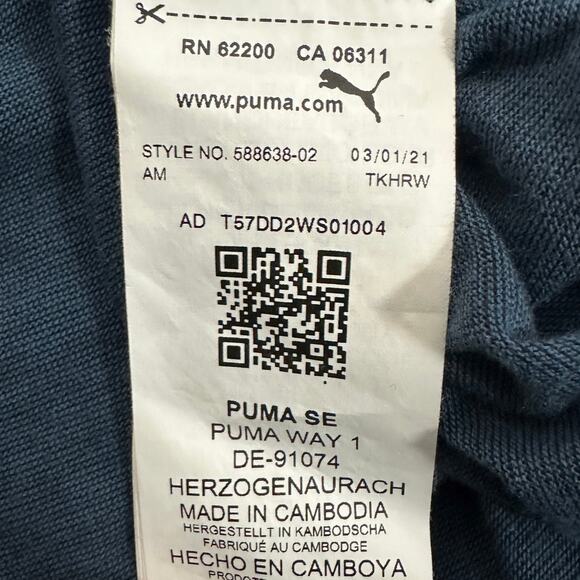 RN 62200 CA 06311
www.puma.com
STYLE NO. 588638-02 03/01/21
AM TKHRW
AD T57DD2WS01004
PUMA SE
PUMA WAY 1
DE-91074
HERZOGENAURACH
MADE IN CAMBODIA
HERGESTELLT IN KAMBODSCHA
FABRIQUÉ AU CAMBODGE
HECHO EN CAMBOYA